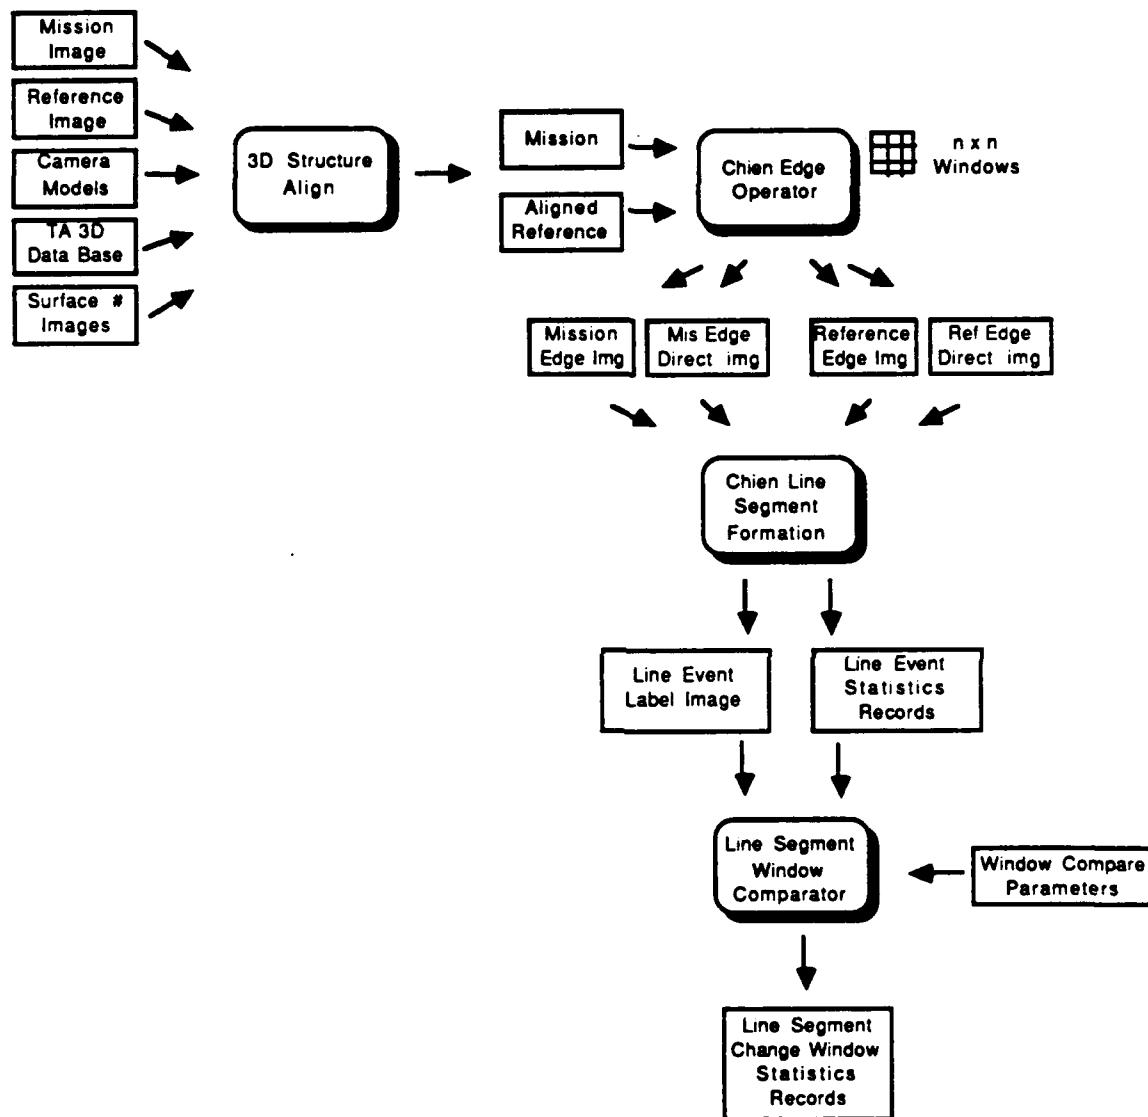 Mission
Image
Reference
Image
Camera
Models
TA 3D
Data Base
Surface #
Images
3D Structure
Align
Mission
Aligned
Reference
Chien Edge
Operator
n x n
Windows
Mission
Edge Img
Mis Edge
Direct img
Reference
Edge Img
Ref Edge
Direct img
Chien Line
Segment
Formation
Line Event
Label Image
Line Event
Statistics
Records
Line Segment
Window
Comparator
Window Compare
Parameters
Line Segment
Change Window
Statistics
Records